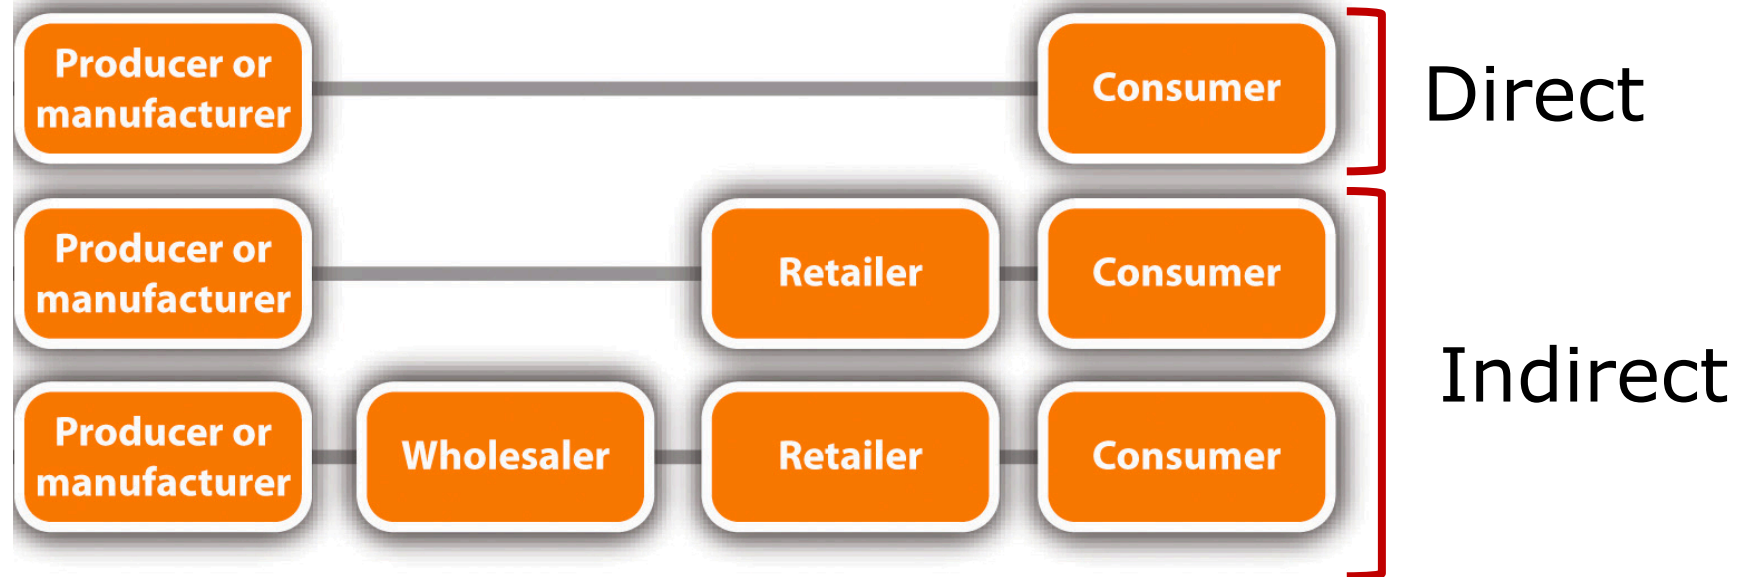 Producer or
manufacturer
Consumer
Direct
Producer or
manufacturer
Retailer
Consumer
Indirect
Producer or
manufacturer
Wholesaler
Retailer
Consumer